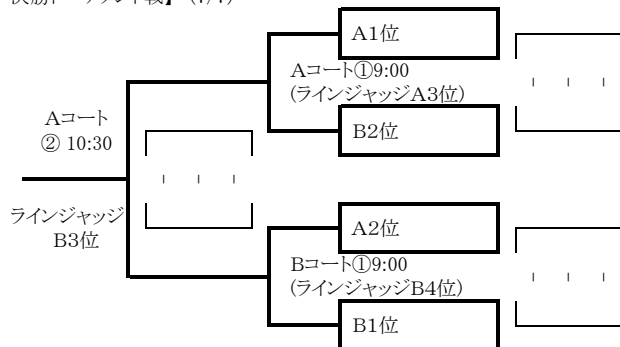 A1位
Aコート①9:00
(ラインジャッジA3位)
B2位
Aコート
② 10:30
ラインジャッジ
B3位
A2位
Bコート①9:00
(ラインジャッジB4位)
B1位